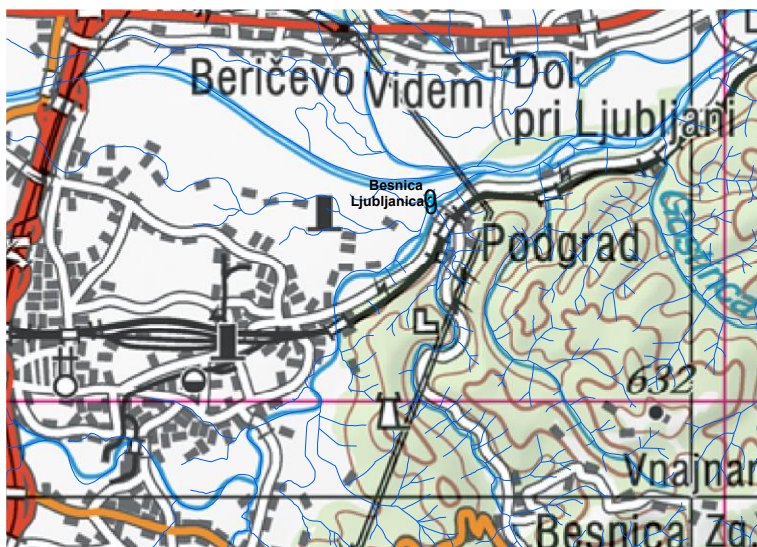 Beričevo
Videm
Dol
pri Ljubljani
Besnica
Ljubljanica
Podgrad
Gostinca
632
Vnajnar
Besnica
Zg.